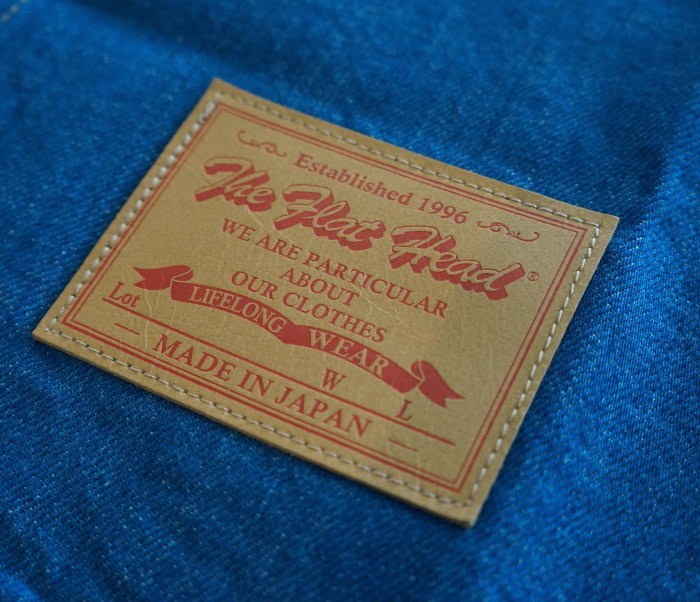 Established 1996
The Flat Head®
WE ARE PARTICULAR
ABOUT
OUR CLOTHES
LIFELONG WEAR
Lot W L
— MADE IN JAPAN —